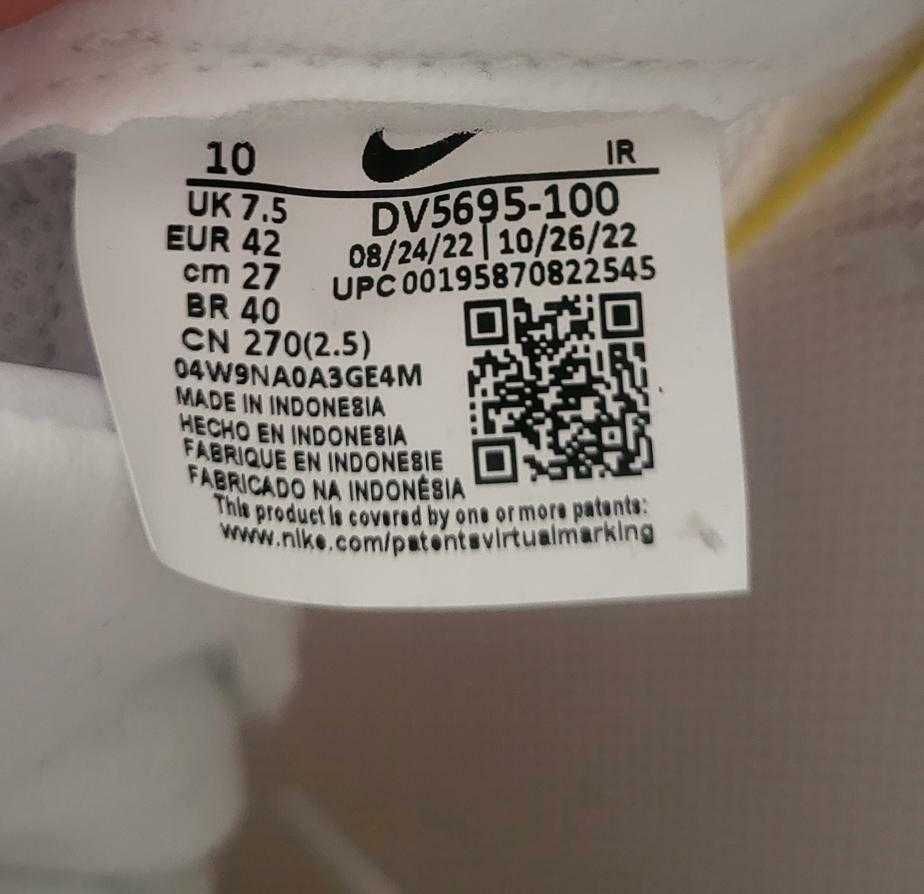 10 IR
UK 7.5
DV5695-100
EUR 42
08/24/22 | 10/26/22
cm 27
UPC 00195870822545
BR 40
CN 270(2.5)
04W9NA0A3GE4M
MADE IN INDONESIA
HECHO EN INDONESIA
FABRIQUE EN INDONESIE
FABRICADO NA INDONÉSIA
This product is covered by one or more patents:
www.nike.com/patentsvirtualmarking